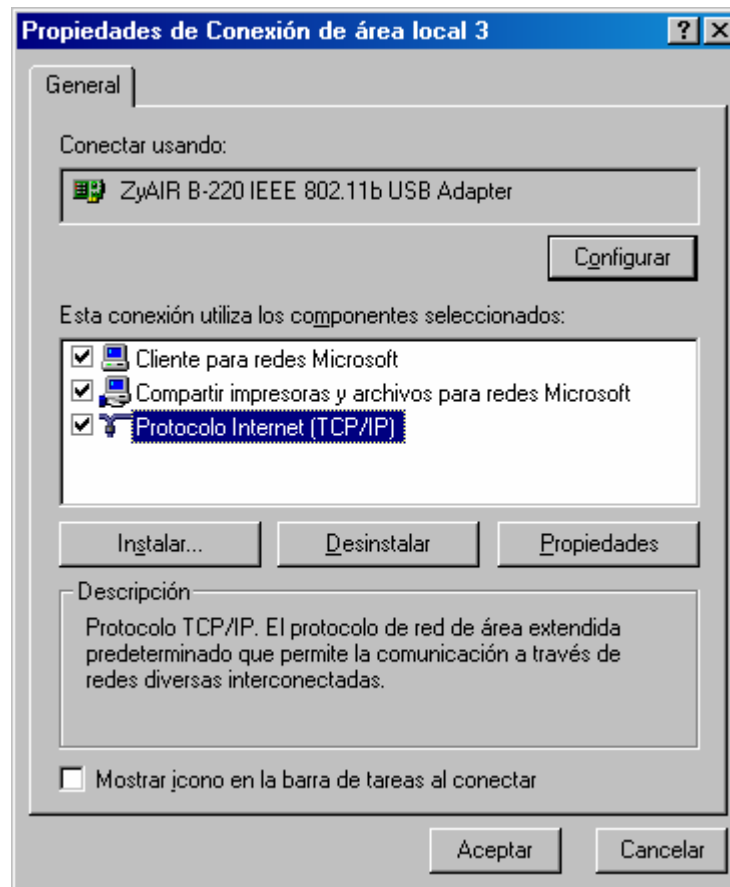 Propiedades de Conexión de área local 3
General
Conectar usando:
ZyAIR B-220 IEEE 802.11b USB Adapter
Configurar
Esta conexión utiliza los componentes seleccionados:
Cliente para redes Microsoft
Compartir impresoras y archivos para redes Microsoft
Protocolo Internet (TCP/IP)
Instalar... Desinstalar Propiedades
Descripción
Protocolo TCP/IP. El protocolo de red de área extendida
predeterminado que permite la comunicación a través de
redes diversas interconectadas.
Mostrar icono en la barra de tareas al conectar
Aceptar Cancelar